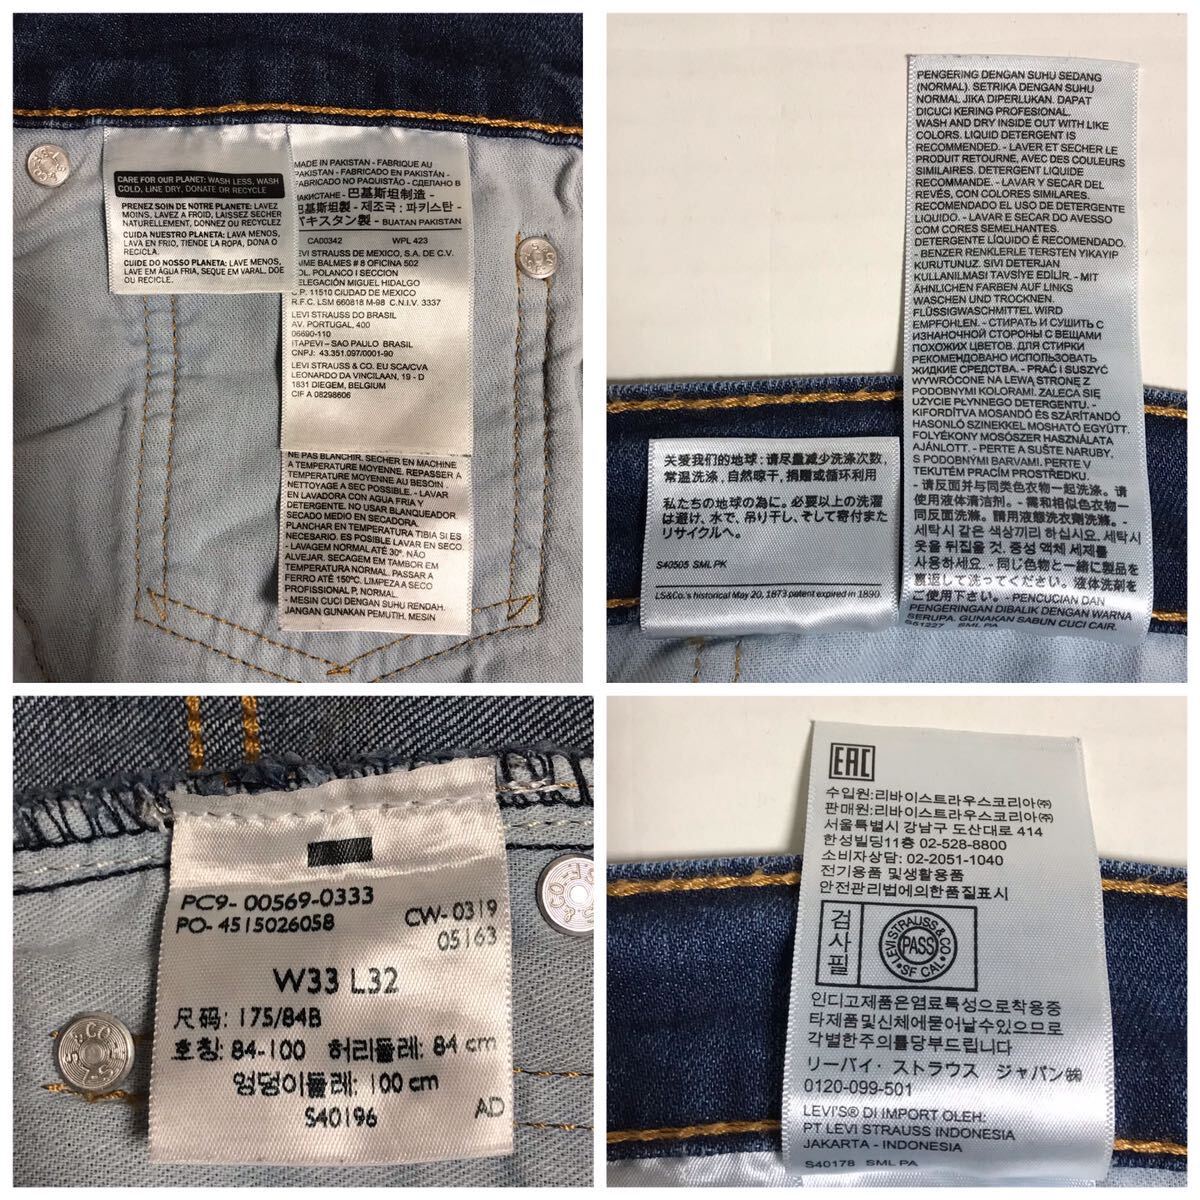 CARE FOR OUR PLANET: WASH LESS, WASH
COLD, LINE DRY, DONATE OR RECYCLE
PRENEZ SOIN DE NOTRE PLANETE: LAVEZ
MOINS, LAVEZ A FROID, LAISSEZ SECHER
NATURELLEMENT, DONNEZ OU RECYCLEZ
CUIDA NUESTRO PLANETA: LAVA MENOS,
LAVA EN FRIO, TIENDE LA ROPA, DONA O
RECICLA.
CUIDE DO NOSSO PLANETA: LAVE MENOS,
LAVE EM ÁGUA FRIA, SEQUE EM VARAL, DOE
OU RECICLE.
MADE IN PAKISTAN - FABRIQUE AU
PAKISTAN - FABRICADO EN PAKISTÁN -
FABRICADO NO PAQUISTÃO - СДЕЛАНО В
ПАКИСТАНЕ - 巴基斯坦制造 -
巴基斯坦製 - 제조국 : 파키스탄 -
パキスタン製 - BUATAN PAKISTAN
CA00342 WPL 423
LEVI STRAUSS DE MEXICO, S.A. DE C.V.
JAIME BALMES # 8 OFICINA 502
COL. POLANCO I SECCION
DELEGACIÓN MIGUEL HIDALGO
C.P. 11510 CIUDAD DE MEXICO
R.F.C. LSM 660818 M-98 C.N.I.V. 3337
LEVI STRAUSS DO BRASIL
AV. PORTUGAL, 400
06690-110
ITAPEVI – SAO PAULO BRASIL
CNPJ: 43.351.097/0001-90
LEVI STRAUSS & CO. EU SCA/CVA
LEONARDO DA VINCILAAN, 19 - D
1831 DIEGEM, BELGIUM
CIF A 08298606
NE PAS BLANCHIR. SECHER EN MACHINE
A TEMPERATURE MOYENNE. REPASSER À
TEMPERATURE MOYENNE AU BESOIN
NETTOYAGE A SEC POSSIBLE. - LAVAR
EN LAVADORA CON AGUA FRIA Y
DETERGENTE. NO USAR BLANQUEADOR.
SECADO MEDIO EN SECADORA.
PLANCHAR EN TEMPERATURA TIBIA SI ES
NECESARIO. ES POSIBLE LAVAR EN SECO.
- LAVAGEM NORMAL ATÉ 30º. NÃO
ALVEJAR. SECAGEM EM TAMBOR EM
TEMPERATURA NORMAL. PASSAR A
FERRO ATÉ 150ºC. LIMPEZA A SECO
PROFISSIONAL P, NORMAL.
- MESIN CUCI DENGAN SUHU RENDAH.
JANGAN GUNAKAN PEMUTIH. MESIN
PENGERING DENGAN SUHU SEDANG
(NORMAL). SETRIKA DENGAN SUHU
NORMAL JIKA DIPERLUKAN. DAPAT
DICUCI KERING PROFESIONAL.
WASH AND DRY INSIDE OUT WITH LIKE
COLORS. LIQUID DETERGENT IS
RECOMMENDED. - LAVER ET SECHER LE
PRODUIT RETOURNE, AVEC DES COULEURS
SIMILAIRES. DETERGENT LIQUIDE
RECOMMANDE. - LAVAR Y SECAR DEL
REVÉS, CON COLORES SIMILARES.
RECOMENDADO EL USO DE DETERGENTE
LIQUIDO. - LAVAR E SECAR DO AVESSO
COM CORES SEMELHANTES.
DETERGENTE LÍQUIDO É RECOMENDADO.
- BENZER RENKLERLE TERSTEN YIKAYIP
KURUTUNUZ. SIVI DETERJAN
KULLANILMASI TAVSİYE EDİLİR. - MIT
ÄHNLICHEN FARBEN AUF LINKS
WASCHEN UND TROCKNEN.
FLÜSSIGWASCHMITTEL WIRD
EMPFOHLEN. - СТИРАТЬ И СУШИТЬ С
ИЗНАНОЧНОЙ СТОРОНЫ С ВЕЩАМИ
ПОХОЖИХ ЦВЕТОВ. ДЛЯ СТИРКИ
РЕКОМЕНДОВАНО ИСПОЛЬЗОВАТЬ
ЖИДКИЕ СРЕДСТВА. - PRAĆ I SUSZYĆ
WYWRÓCONE NA LEWĄ STRONĘ Z
PODOBNYMI KOLORAMI. ZALECA SIĘ
UŻYCIE PŁYNNEGO DETERGENTU. -
KIFORDÍTVA MOSANDÓ ÉS SZÁRÍTANDÓ
HASONLÓ SZINEKKEL MOSHATÓ EGYÜTT.
FOLYÉKONY MOSÓSZER HASZNÁLATA
AJÁNLOTT. - PERTE A SUŠTE NARUBY,
S PODOBNÝMI BARVAMI. PERTE V
TEKUTÉM PRACÍM PROSTŘEDKU.
- 请反面并与同类色衣物一起洗涤。请
使用液体清洁剂。- 需和相似色衣物一
同反面洗滌。請用液態洗衣劑洗滌。-
세탁시 같은 색상끼리 하십시요. 세탁시
옷을 뒤집을 것. 중성 액체 세제를
사용하세요. - 同じ色物と一緒に製品を
裏返して洗ってください。液体洗剤を
ご使用下さい。- PENCUCIAN DAN
PENGERINGAN DIBALIK DENGAN WARNA
SERUPA. GUNAKAN SABUN CUCI CAIR.
S51227 SML PA
关爱我们的地球: 请尽量减少洗涤次数,
常温洗涤, 自然晾干, 捐赠或循环利用
私たちの地球の為に。必要以上の洗濯
は避け、水で、吊り干し、そして寄付また
リサイクルへ。
S40505 SML PK
LS&Co.'s historical May 20, 1873 patent expired in 1890.
PC9- 00569-0333
PO- 4515026058
CW- 0319
05163
W33 L32
尺码: 175/84B
호칭: 84-100 허리둘레: 84 cm
엉덩이둘레: 100 cm
S40196
AD
EAC
수입원:리바이스트라우스코리아㈜
판매원:리바이스트라우스코리아㈜
서울특별시 강남구 도산대로 414
한성빌딩11층 02-528-8800
소비자상담: 02-2051-1040
전기용품 및생활용품
안전관리법에의한품질표시
검사필
LEVI STRAUSS & CO
PASS
SF CAL
인디고제품은염료특성으로착용중
타제품및신체에묻어날수있으므로
각별한주의를당부드립니다
リーバイ・ストラウス ジャパン㈱
0120-099-501
LEVI'S® DI IMPORT OLEH:
PT LEVI STRAUSS INDONESIA
JAKARTA - INDONESIA
S40178 SML PA